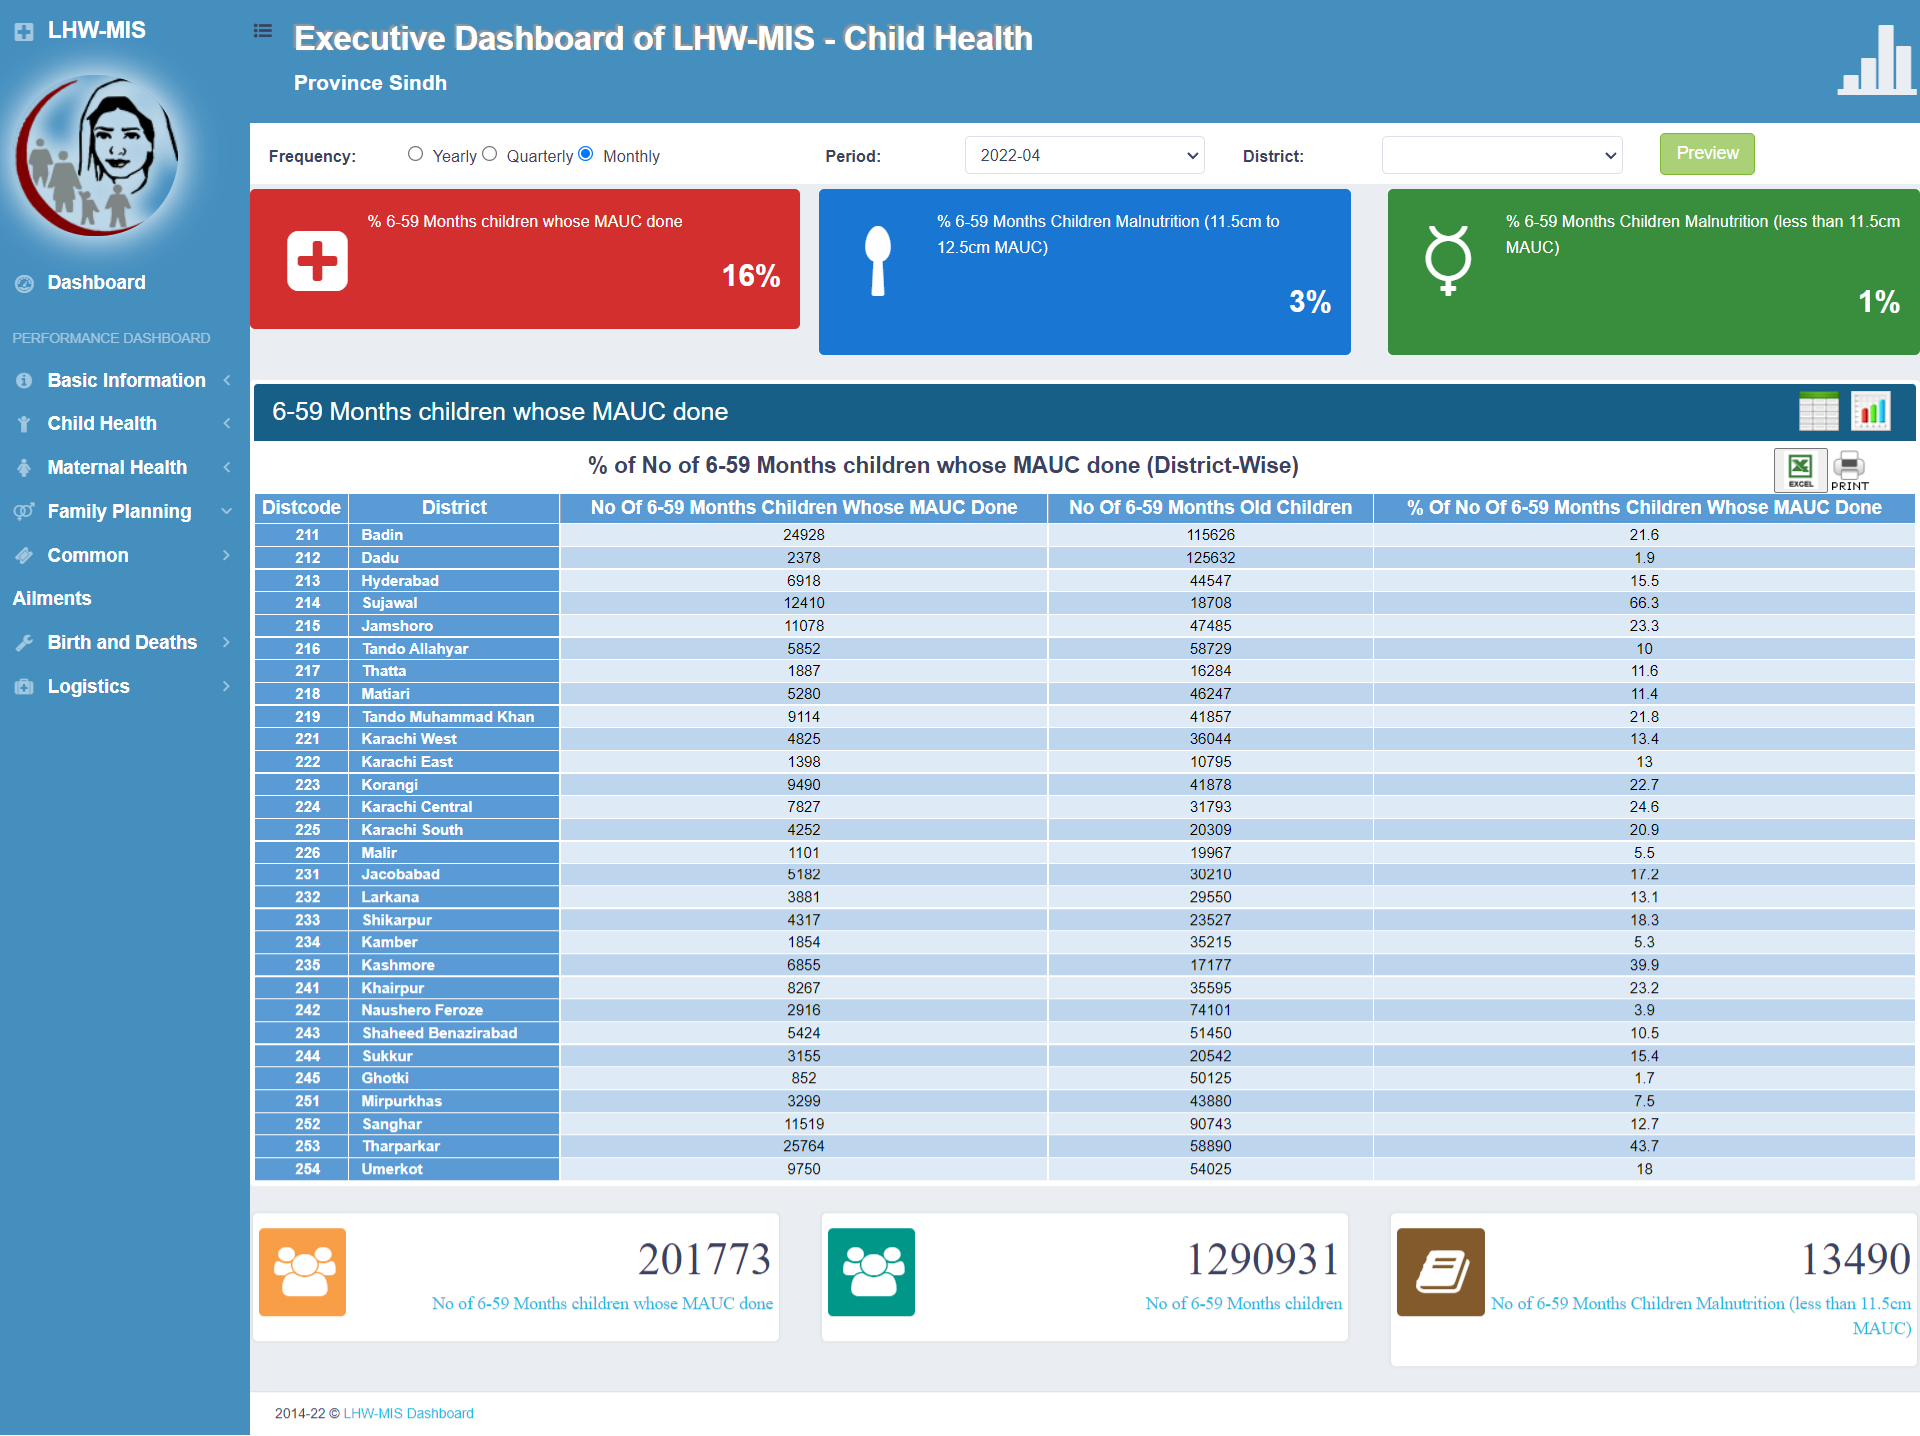 LHW-MIS
Executive Dashboard of LHW-MIS - Child Health
Province Sindh
Dashboard
PERFORMANCE DASHBOARD
Basic Information
Child Health
Maternal Health
Family Planning
Common
Ailments
Birth and Deaths
Logistics
Frequency: Yearly Quarterly Monthly Period: 2022-04 District: Preview
% 6-59 Months children whose MAUC done
16%
% 6-59 Months Children Malnutrition (11.5cm to
12.5cm MAUC)
3%
% 6-59 Months Children Malnutrition (less than 11.5cm
MAUC)
1%
6-59 Months children whose MAUC done
% of No of 6-59 Months children whose MAUC done (District-Wise)
EXCEL PRINT
Distcode District No Of 6-59 Months Children Whose MAUC Done No Of 6-59 Months Old Children % Of No Of 6-59 Months Children Whose MAUC Done
211 Badin 24928 115626 21.6
212 Dadu 2378 125632 1.9
213 Hyderabad 6918 44547 15.5
214 Sujawal 12410 18708 66.3
215 Jamshoro 11078 47485 23.3
216 Tando Allahyar 5852 58729 10
217 Thatta 1887 16284 11.6
218 Matiari 5280 46247 11.4
219 Tando Muhammad Khan 9114 41857 21.8
221 Karachi West 4825 36044 13.4
222 Karachi East 1398 10795 13
223 Korangi 9490 41878 22.7
224 Karachi Central 7827 31793 24.6
225 Karachi South 4252 20309 20.9
226 Malir 1101 19967 5.5
231 Jacobabad 5182 30210 17.2
232 Larkana 3881 29550 13.1
233 Shikarpur 4317 23527 18.3
234 Kamber 1854 35215 5.3
235 Kashmore 6855 17177 39.9
241 Khairpur 8267 35595 23.2
242 Naushero Feroze 2916 74101 3.9
243 Shaheed Benazirabad 5424 51450 10.5
244 Sukkur 3155 20542 15.4
245 Ghotki 852 50125 1.7
251 Mirpurkhas 3299 43880 7.5
252 Sanghar 11519 90743 12.7
253 Tharparkar 25764 58890 43.7
254 Umerkot 9750 54025 18
201773
No of 6-59 Months children whose MAUC done
1290931
No of 6-59 Months children
13490
No of 6-59 Months Children Malnutrition (less than 11.5cm
MAUC)
2014-22 © LHW-MIS Dashboard